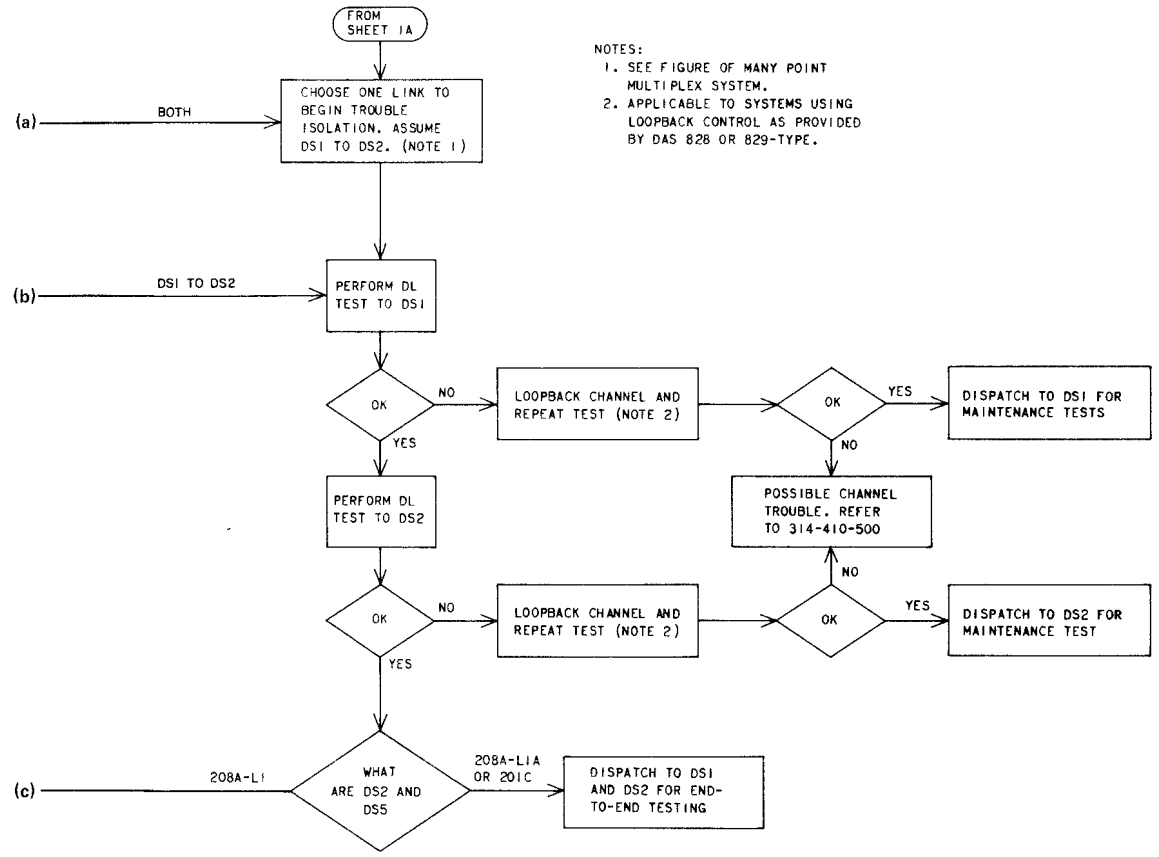 FROM
SHEET 1A
NOTES:
1. SEE FIGURE OF MANY POINT
MULTIPLEX SYSTEM.
2. APPLICABLE TO SYSTEMS USING
LOOPBACK CONTROL AS PROVIDED
BY DAS 828 OR 829-TYPE.
(a)
BOTH
CHOOSE ONE LINK TO
BEGIN TROUBLE
ISOLATION. ASSUME
DS1 TO DS2. (NOTE 1)
(b)
DS1 TO DS2
PERFORM DL
TEST TO DS1
OK
NO
YES
LOOPBACK CHANNEL AND
REPEAT TEST (NOTE 2)
OK
YES
NO
DISPATCH TO DS1 FOR
MAINTENANCE TESTS
PERFORM DL
TEST TO DS2
POSSIBLE CHANNEL
TROUBLE. REFER
TO 314-410-500
OK
NO
YES
LOOPBACK CHANNEL AND
REPEAT TEST (NOTE 2)
NO
OK
YES
DISPATCH TO DS2 FOR
MAINTENANCE TEST
(c)
208A-L1
WHAT
ARE DS2 AND
DS5
208A-L1A
OR 201C
DISPATCH TO DS1
AND DS2 FOR END-
TO-END TESTING